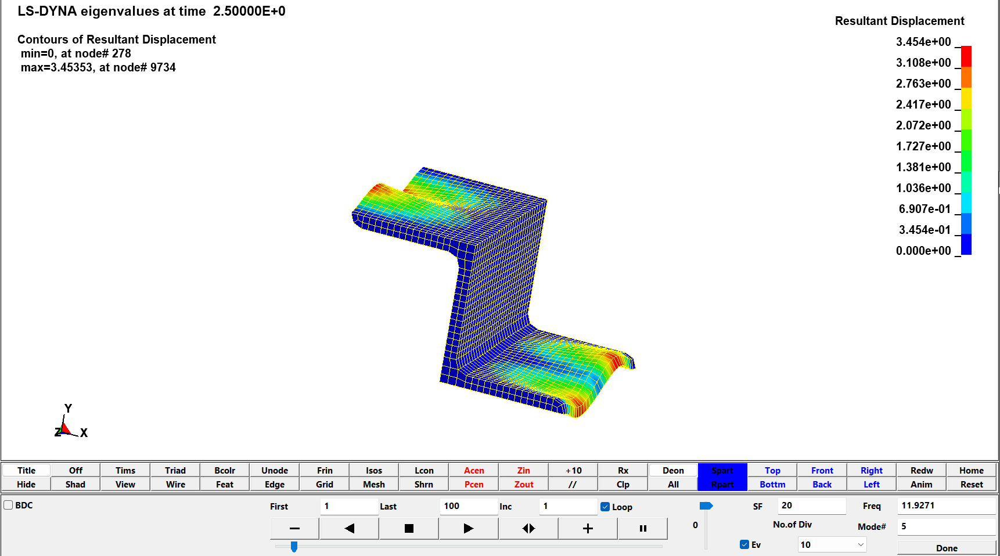 LS-DYNA eigenvalues at time 2.50000E+0
Contours of Resultant Displacement
min=0, at node# 278
max=3.45353, at node# 9734
Resultant Displacement
3.454e+00
3.108e+00
2.763e+00
2.417e+00
2.072e+00
1.727e+00
1.381e+00
1.036e+00
6.907e-01
3.454e-01
0.000e+00
Y
Z X
Title Off Tims Triad Bcolr Unode Frin Isos Lcon Acen Zin +10 Rx Deon Spart Top Front Right Redw Home
Hide Shad View Wire Feat Edge Grid Mesh Shrn Pcen Zout // Clp All Rpart Bottm Back Left Anim Reset
BDC First 1 Last 100 Inc 1 Loop SF 20 Freq 11.9271
0 No.of Div Mode# 5
Ev 10 Done